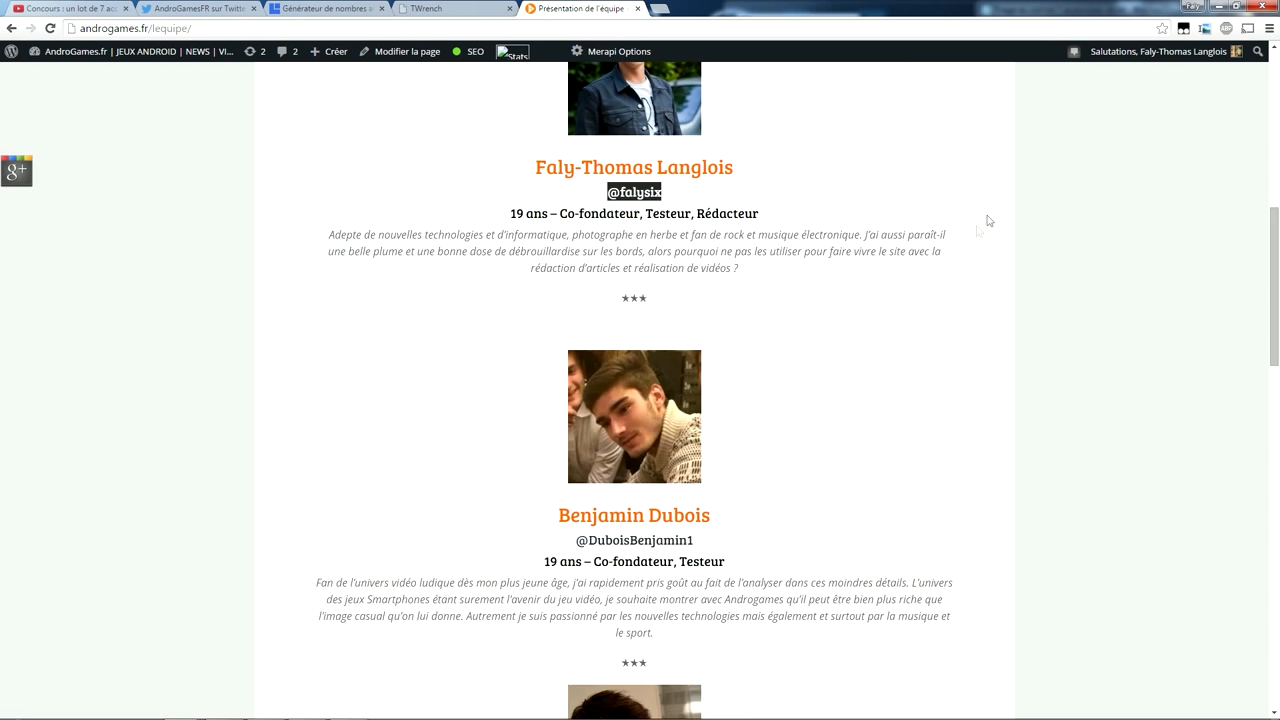 Concours : un lot de 7 acc
AndroGamesFR sur Twitte
Générateur de nombres a
TWrench
Présentation de l'équipe
Faly
androgames.fr/lequipe/
AndroGames.FR | JEUX ANDROID | NEWS | VI...
2
2
Créer
Modifier la page
SEO
Stats
Merapi Options
Salutations, Faly-Thomas Langlois
g+
Faly-Thomas Langlois
@falysix
19 ans – Co-fondateur, Testeur, Rédacteur
Adepte de nouvelles technologies et d'informatique, photographe en herbe et fan de rock et musique électronique. J'ai aussi paraît-il
une belle plume et une bonne dose de débrouillardise sur les bords, alors pourquoi ne pas les utiliser pour faire vivre le site avec la
rédaction d'articles et réalisation de vidéos ?
★★★
Benjamin Dubois
@DuboisBenjamin1
19 ans – Co-fondateur, Testeur
Fan de l'univers vidéo ludique dès mon plus jeune âge, j'ai rapidement pris goût au fait de l'analyser dans ces moindres détails. L'univers
des jeux Smartphones étant surement l'avenir du jeu vidéo, je souhaite montrer avec Androgames qu'il peut être bien plus riche que
l'image casual qu'on lui donne. Autrement je suis passionné par les nouvelles technologies mais également et surtout par la musique et
le sport.
★★★